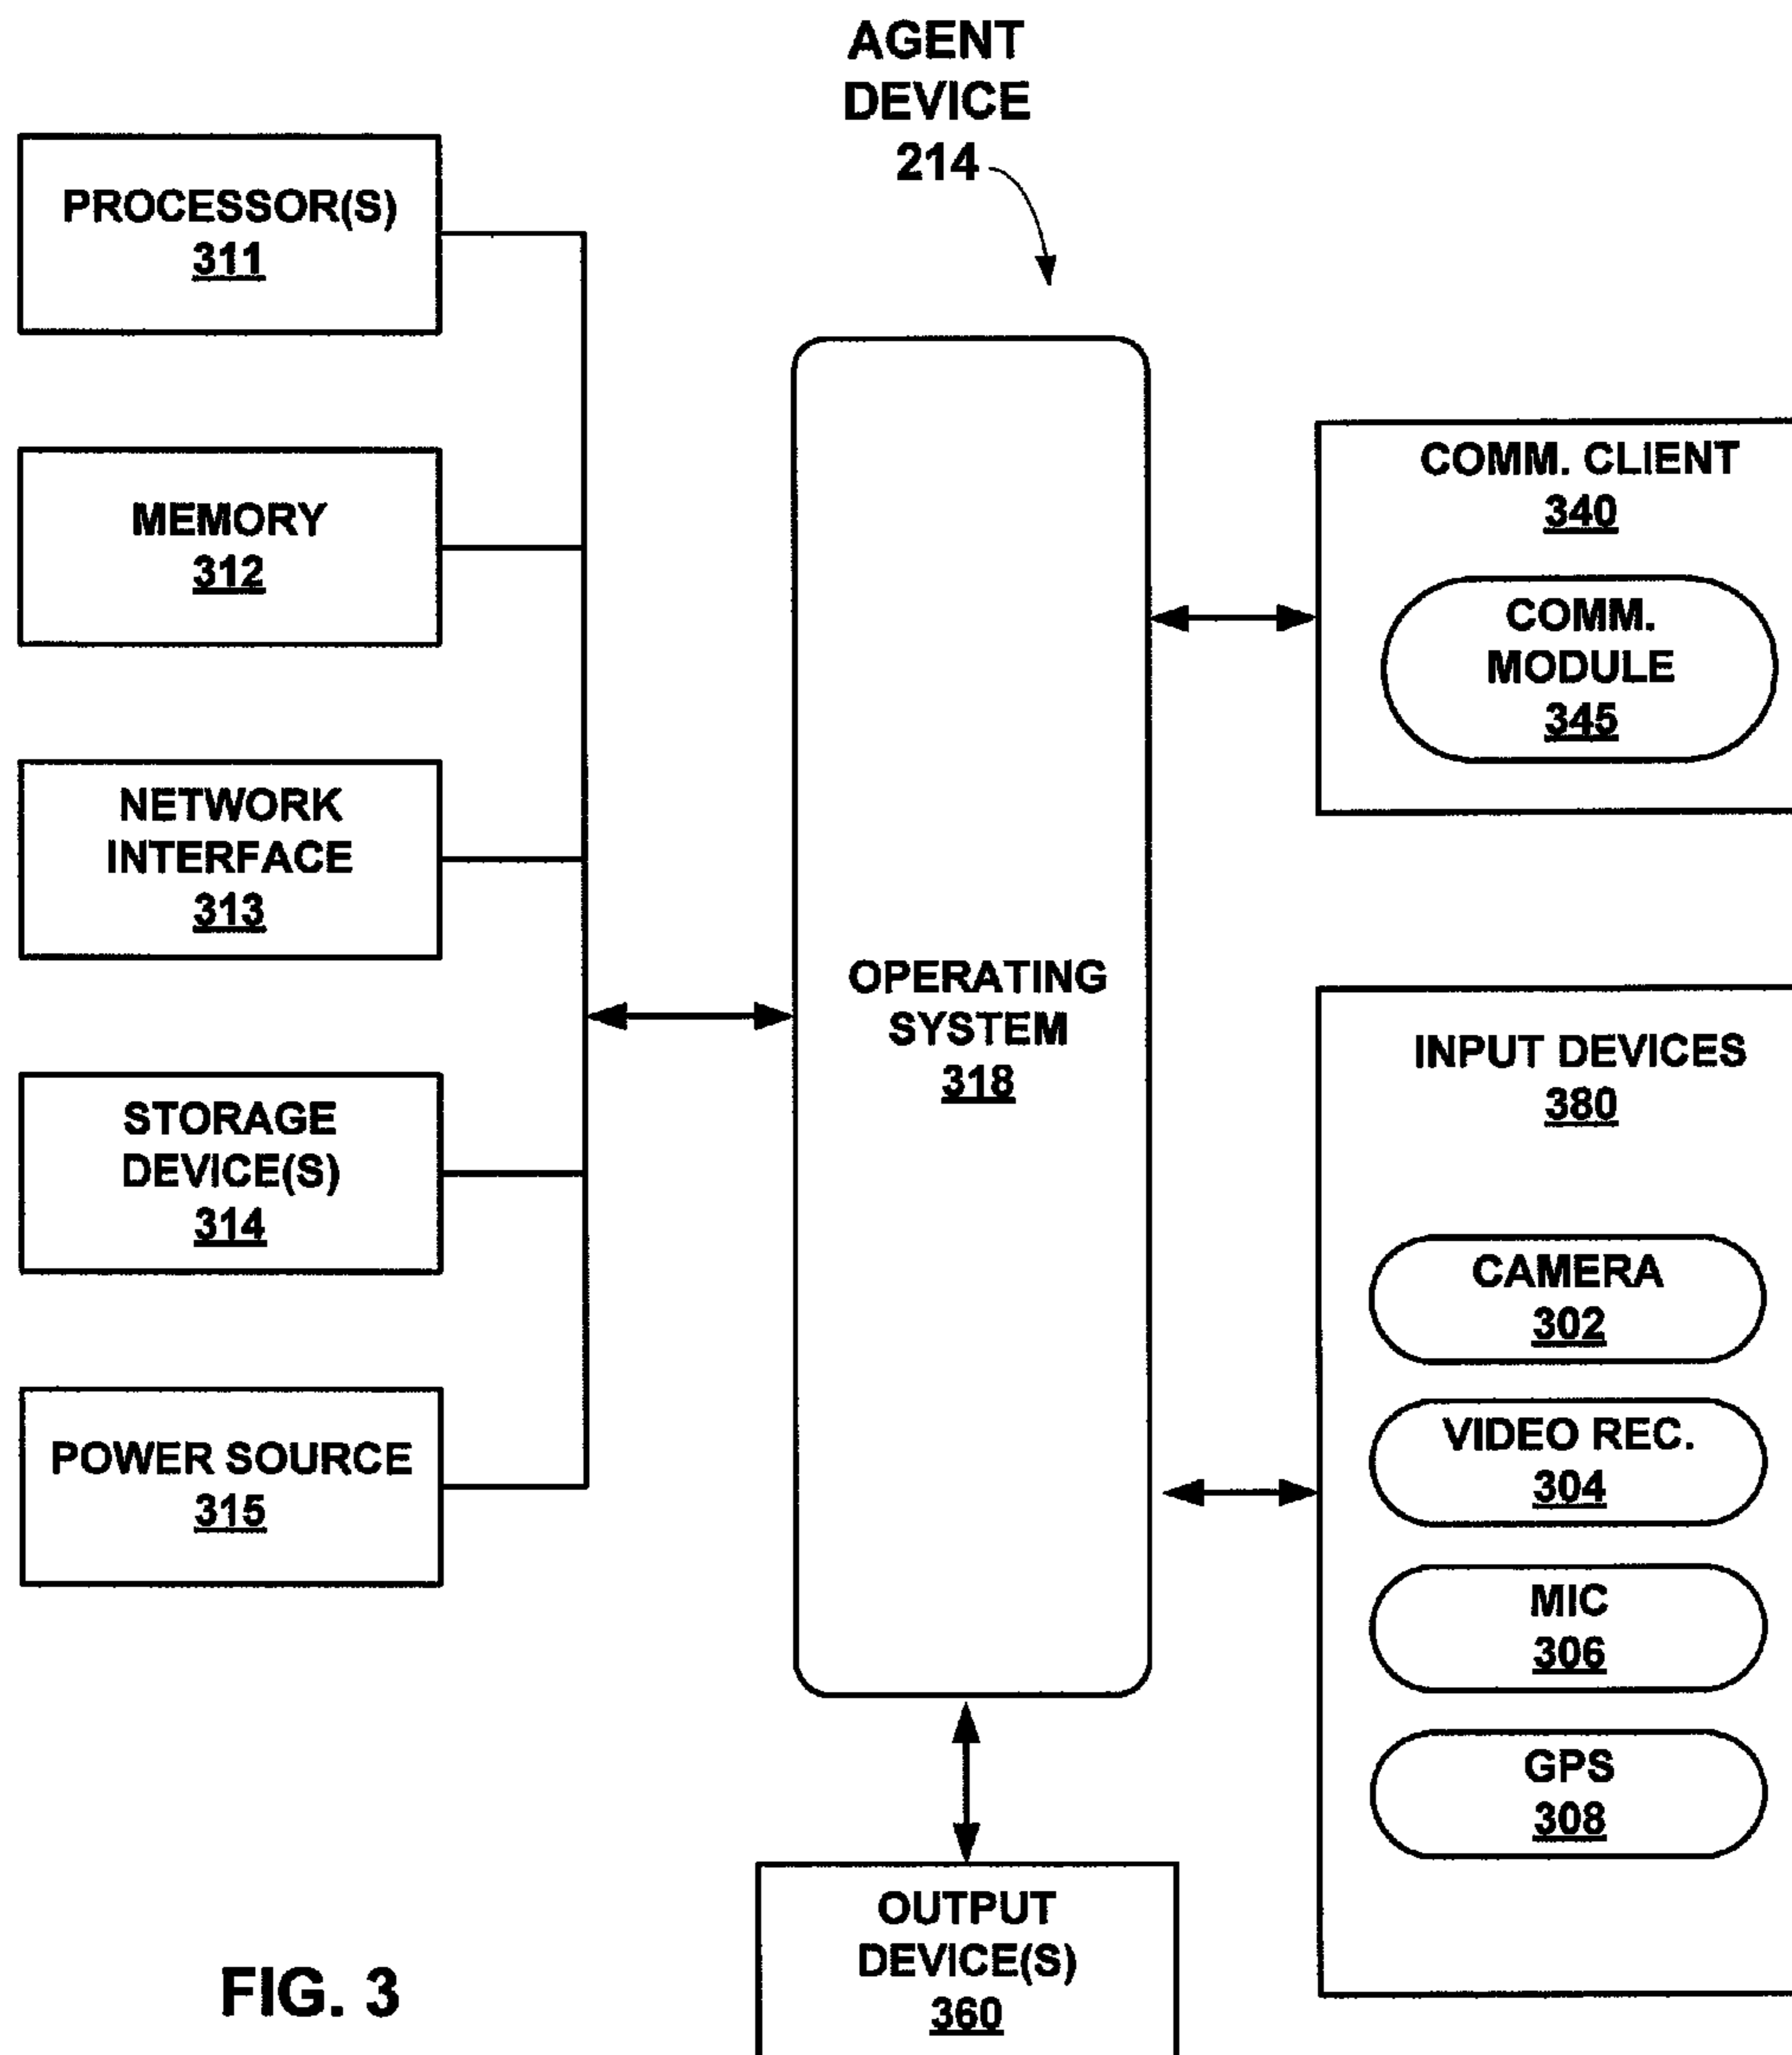 AGENT
DEVICE
214
PROCESSOR(S)
311
MEMORY
312
NETWORK
INTERFACE
313
STORAGE
DEVICE(S)
314
POWER SOURCE
315
OPERATING
SYSTEM
318
COMM. CLIENT
340
COMM.
MODULE
345
INPUT DEVICES
380
CAMERA
302
VIDEO REC.
304
MIC
306
GPS
308
OUTPUT
DEVICE(S)
360
FIG. 3